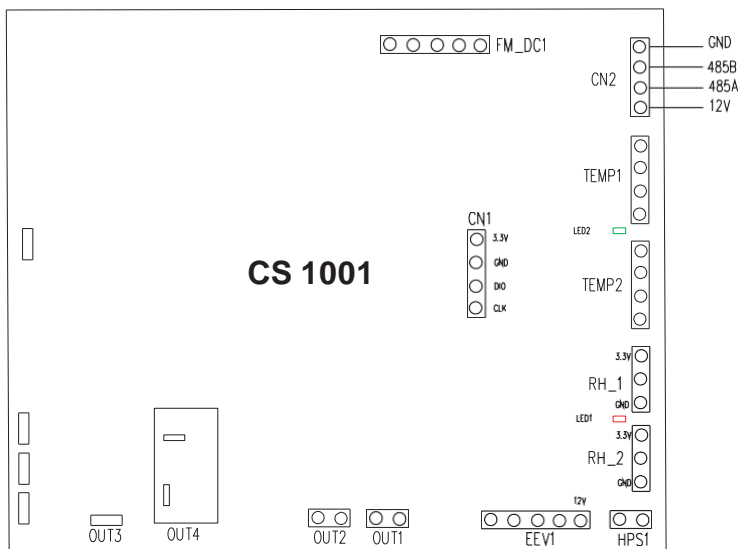 FM_DC1
GND
485B
485A
12V
CN2
TEMP1
LED2
CN1
3.3V
GND
DIO
CLK
CS 1001
TEMP2
3.3V
RH_1
GND
LED1
3.3V
RH_2
GND
12V
OUT3
OUT4
OUT2
OUT1
EEV1
HPS1